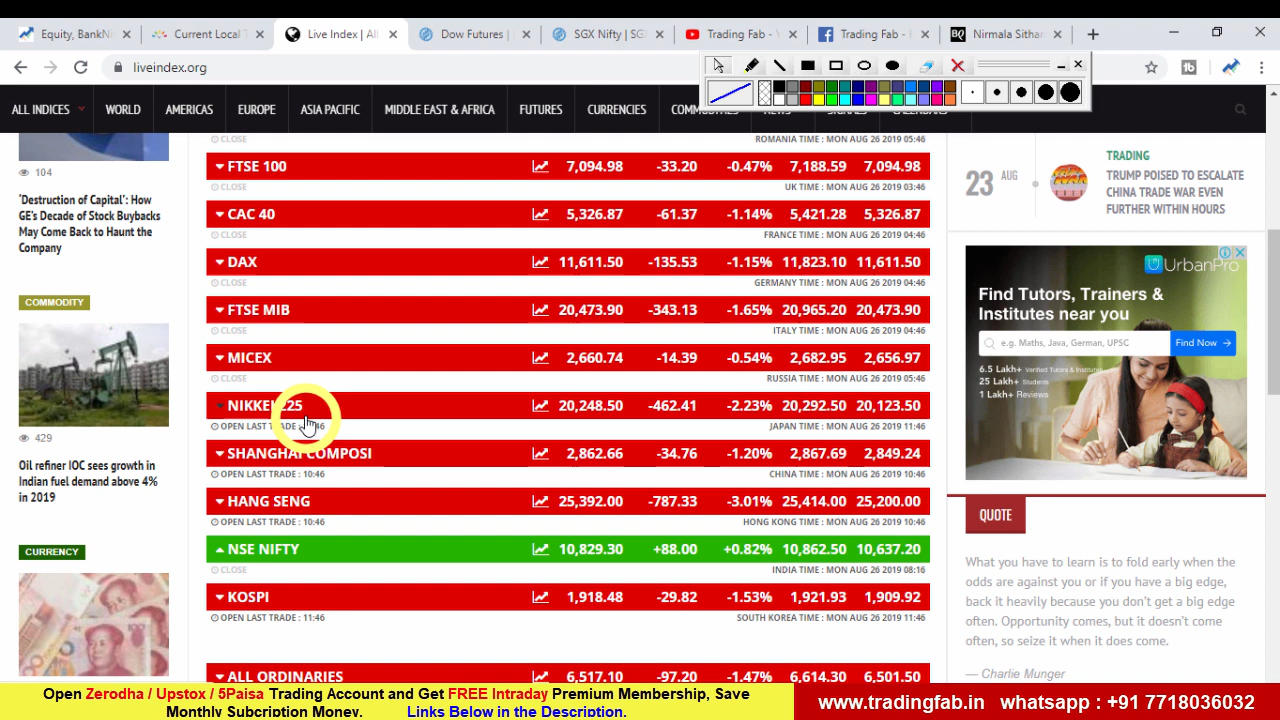 Equity, BankNi
Current Local T
Live Index | All
Dow Futures |
SGX Nifty | SG
Trading Fab - Y
Trading Fab -
BQ
Nirmala Sithar
liveindex.org
ALL INDICES
WORLD
AMERICAS
EUROPE
ASIA PACIFIC
MIDDLE EAST & AFRICA
FUTURES
CURRENCIES
CLOSE
ROMANIA TIME : MON AUG 26 2019 05:46
FTSE 100 7,094.98 -33.20 -0.47% 7,188.59 7,094.98
CLOSE
UK TIME : MON AUG 26 2019 03:46
CAC 40 5,326.87 -61.37 -1.14% 5,421.28 5,326.87
CLOSE
FRANCE TIME : MON AUG 26 2019 04:46
DAX 11,611.50 -135.53 -1.15% 11,823.10 11,611.50
CLOSE
GERMANY TIME : MON AUG 26 2019 04:46
FTSE MIB 20,473.90 -343.13 -1.65% 20,965.20 20,473.90
CLOSE
ITALY TIME : MON AUG 26 2019 04:46
MICEX 2,660.74 -14.39 -0.54% 2,682.95 2,656.97
CLOSE
RUSSIA TIME : MON AUG 26 2019 05:46
NIKKEI 225 20,248.50 -462.41 -2.23% 20,292.50 20,123.50
OPEN LAST TRADE :
JAPAN TIME : MON AUG 26 2019 11:46
SHANGHAI COMPOSI 2,862.66 -34.76 -1.20% 2,867.69 2,849.24
OPEN LAST TRADE : 10:46
CHINA TIME : MON AUG 26 2019 10:46
HANG SENG 25,392.00 -787.33 -3.01% 25,414.00 25,200.00
OPEN LAST TRADE : 10:46
HONG KONG TIME : MON AUG 26 2019 10:46
NSE NIFTY 10,829.30 +88.00 +0.82% 10,862.50 10,637.20
CLOSE
INDIA TIME : MON AUG 26 2019 08:16
KOSPI 1,918.48 -29.82 -1.53% 1,921.93 1,909.92
OPEN LAST TRADE : 11:46
SOUTH KOREA TIME : MON AUG 26 2019 11:46
ALL ORDINARIES 6,517.10 -97.20 -1.47% 6,614.30 6,501.50
104
'Destruction of Capital': How
GE's Decade of Stock Buybacks
May Come Back to Haunt the
Company
COMMODITY
429
Oil refiner IOC sees growth in
Indian fuel demand above 4%
in 2019
CURRENCY
23 AUG
TRADING
TRUMP POISED TO ESCALATE
CHINA TRADE WAR EVEN
FURTHER WITHIN HOURS
UrbanPro
Find Tutors, Trainers &
Institutes near you
e.g. Maths, Java, German, UPSC
Find Now →
6.5 Lakh+ Verified Tutors & Institutes
25 Lakh+ Students
1 Lakh+ Reviews
QUOTE
What you have to learn is to fold early when the
odds are against you or if you have a big edge,
back it heavily because you don't get a big edge
often. Opportunity comes, but it doesn't come
often, so seize it when it does come.
— Charlie Munger
Open Zerodha / Upstox / 5Paisa Trading Account and Get FREE Intraday Premium Membership, Save
Monthly Subcription Money. Links Below in the Description.
www.tradingfab.in whatsapp : +91 7718036032